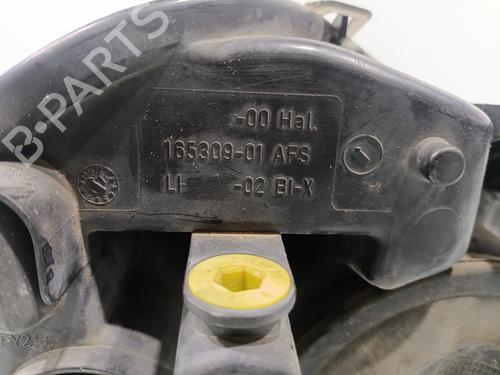 B-PARTS
-00 Hal.
165309-01 AFS
LI- -02 BI-X